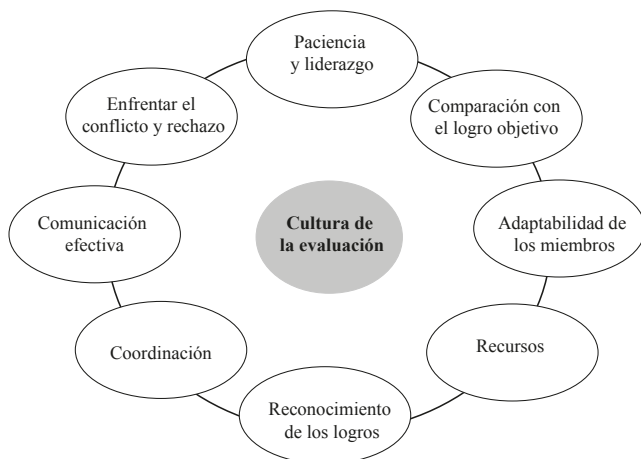 Paciencia
y liderazgo
Enfrentar el
conflicto y rechazo
Comparación con
el logro objetivo
Comunicación
efectiva
Cultura de
la evaluación
Adaptabilidad de
los miembros
Coordinación
Recursos
Reconocimiento
de los logros